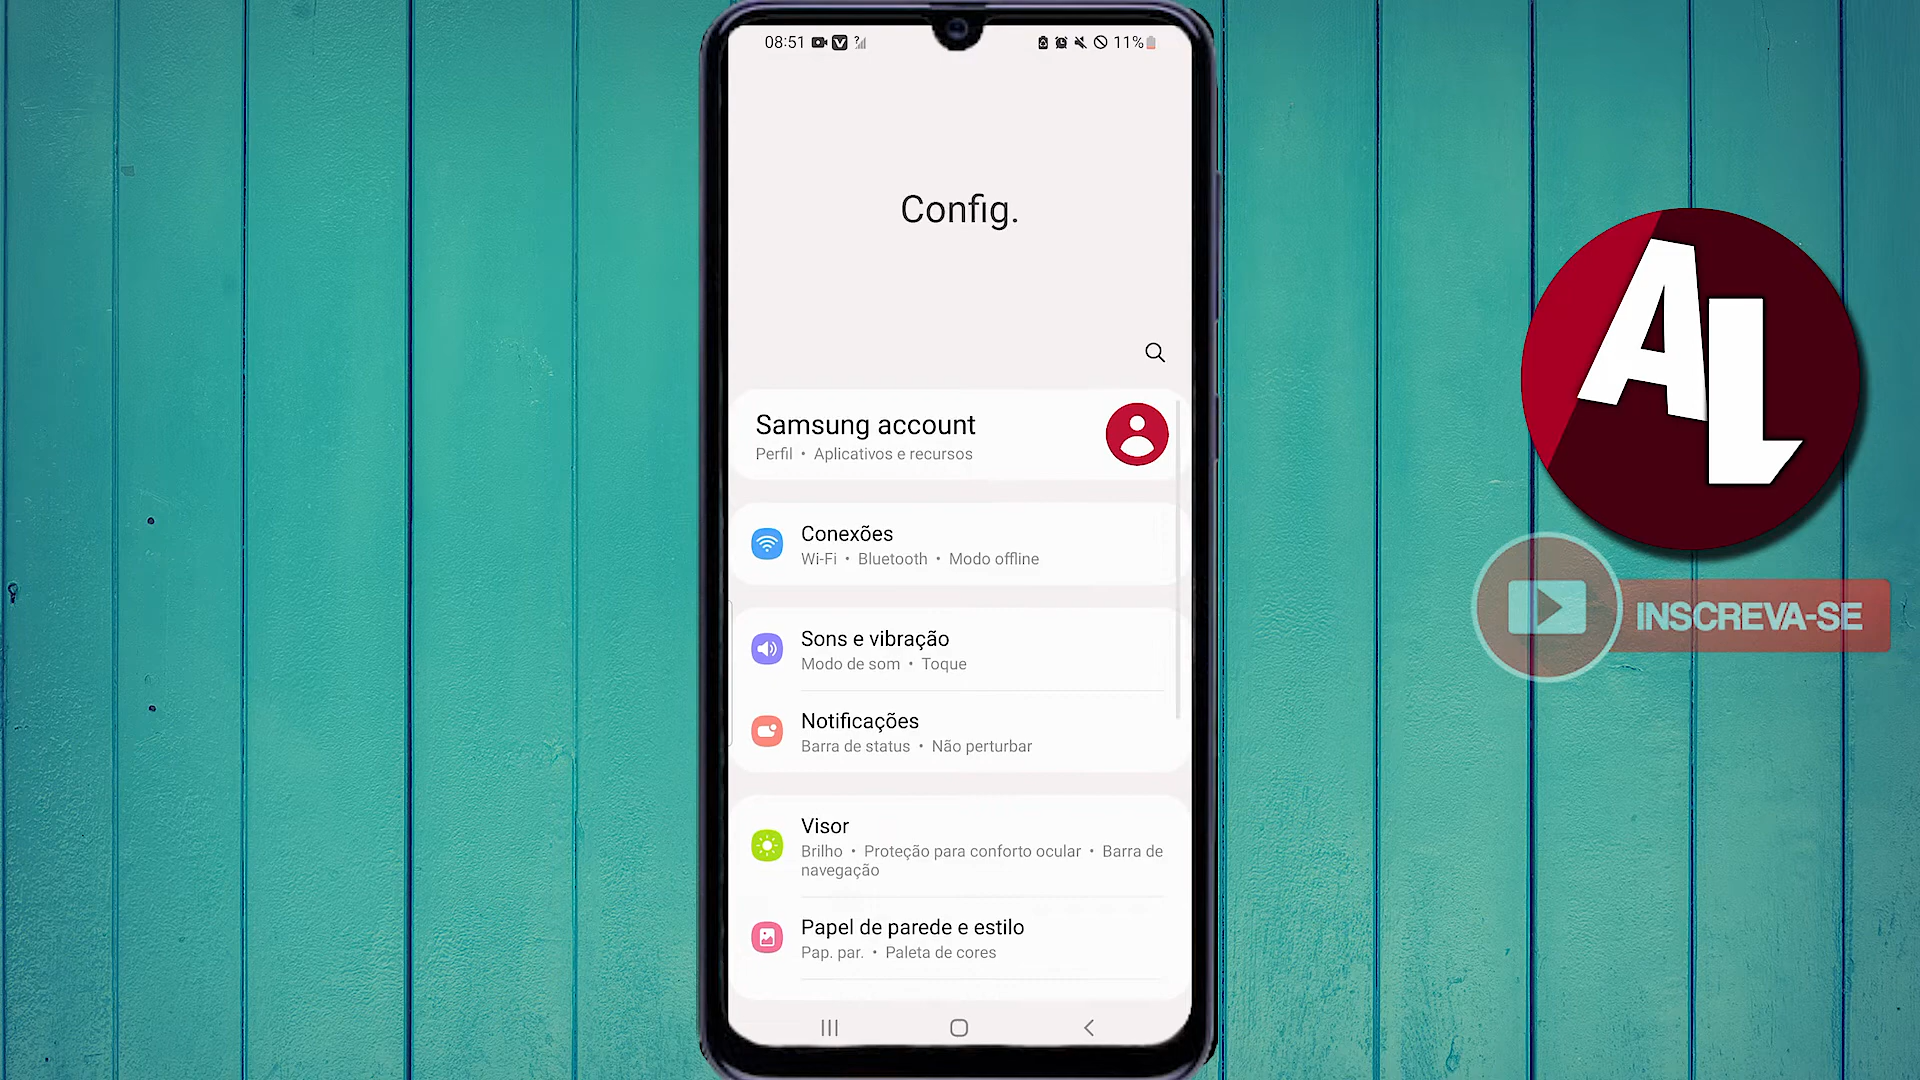 08:51
11%
Config.
Samsung account
Perfil • Aplicativos e recursos
Conexões
Wi-Fi • Bluetooth • Modo offline
Sons e vibração
Modo de som • Toque
Notificações
Barra de status • Não perturbar
Visor
Brilho • Proteção para conforto ocular • Barra de
navegação
Papel de parede e estilo
Pap. par. • Paleta de cores
AL
INSCREVA-SE